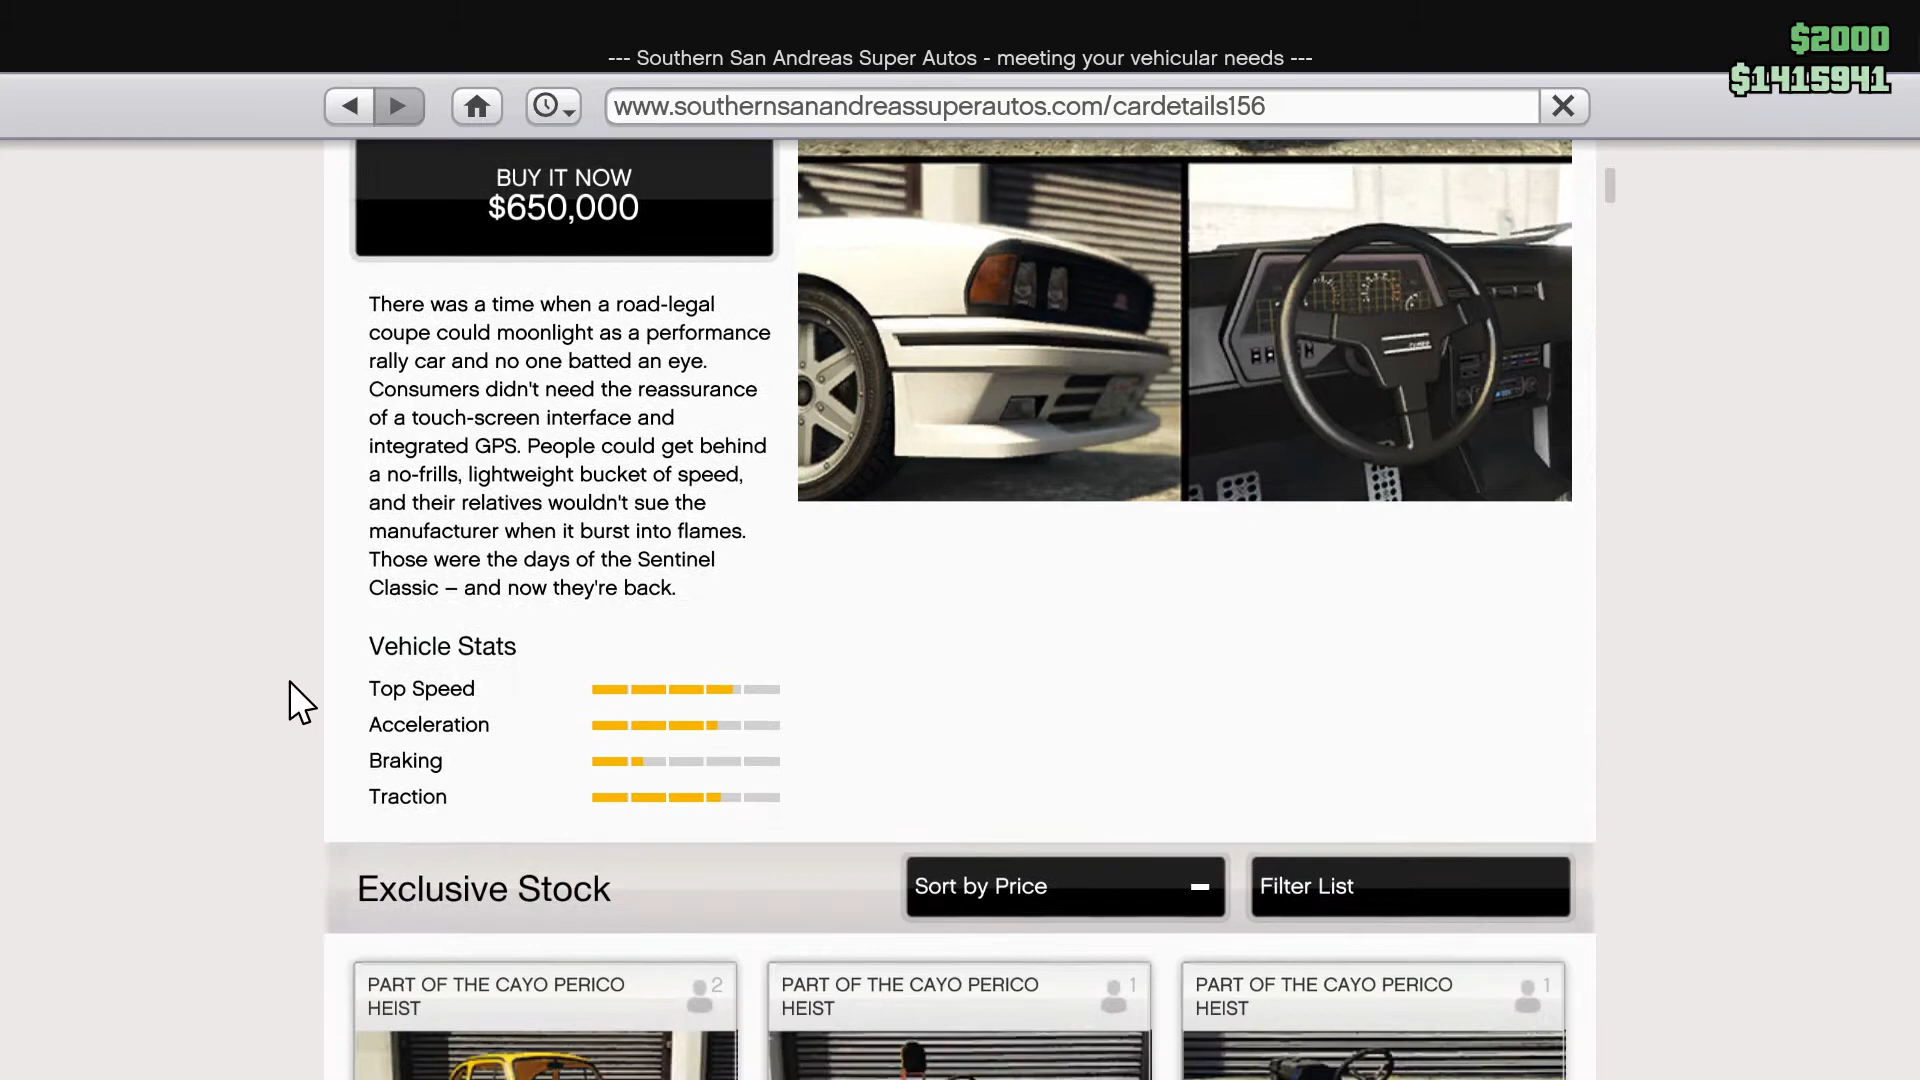 $2000
--- Southern San Andreas Super Autos - meeting your vehicular needs ---
$1415941
www.southernsanandreassuperautos.com/cardetails156
BUY IT NOW
$650,000
There was a time when a road-legal
coupe could moonlight as a performance
rally car and no one batted an eye.
Consumers didn't need the reassurance
of a touch-screen interface and
integrated GPS. People could get behind
a no-frills, lightweight bucket of speed,
and their relatives wouldn't sue the
manufacturer when it burst into flames.
Those were the days of the Sentinel
Classic – and now they're back.
Vehicle Stats
Top Speed
Acceleration
Braking
Traction
Exclusive Stock
Sort by Price
Filter List
PART OF THE CAYO PERICO
HEIST
2
PART OF THE CAYO PERICO
HEIST
1
PART OF THE CAYO PERICO
HEIST
1